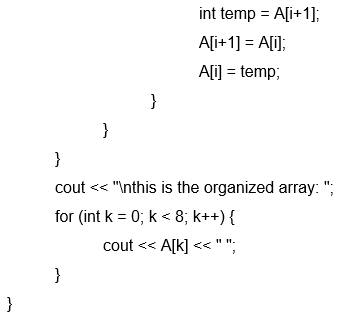 int temp = A[i+1];
A[i+1] = A[i];
A[i] = temp;
}
}
}
cout << "\nthis is the organized array: ";
for (int k = 0; k < 8; k++) {
cout << A[k] << " ";
}
}